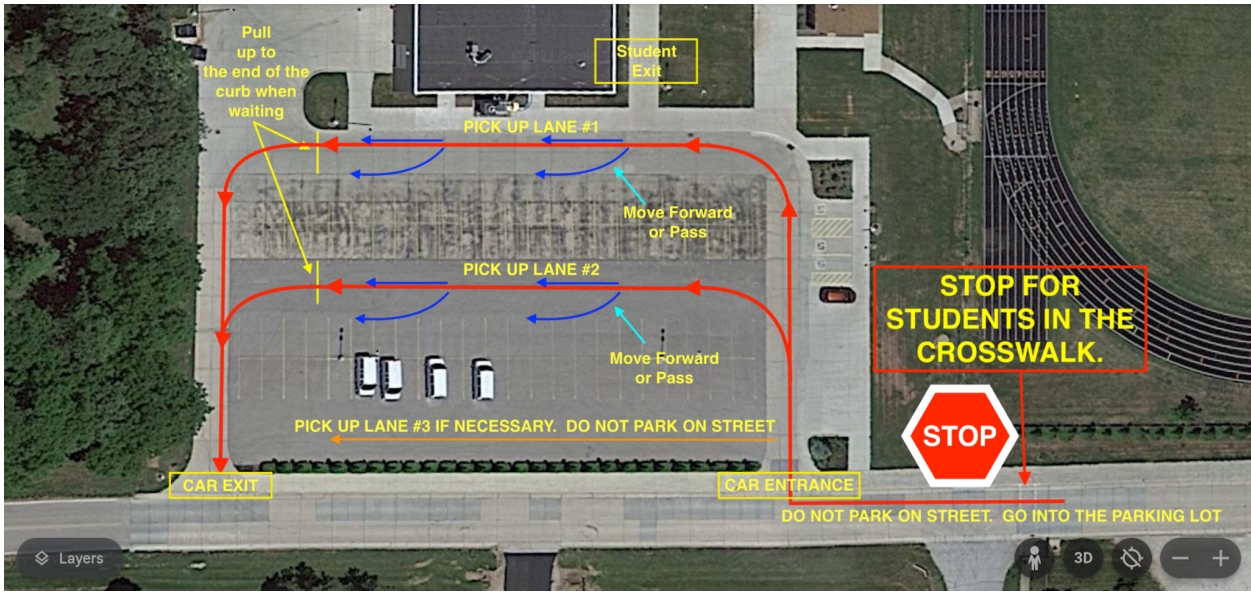 Pull
up to
the end of the
curb when
waiting
Student
Exit
PICK UP LANE #1
Move Forward
or Pass
PICK UP LANE #2
Move Forward
or Pass
STOP FOR
STUDENTS IN THE
CROSSWALK.
STOP
PICK UP LANE #3 IF NECESSARY. DO NOT PARK ON STREET
CAR EXIT
CAR ENTRANCE
DO NOT PARK ON STREET. GO INTO THE PARKING LOT
Layers
3D